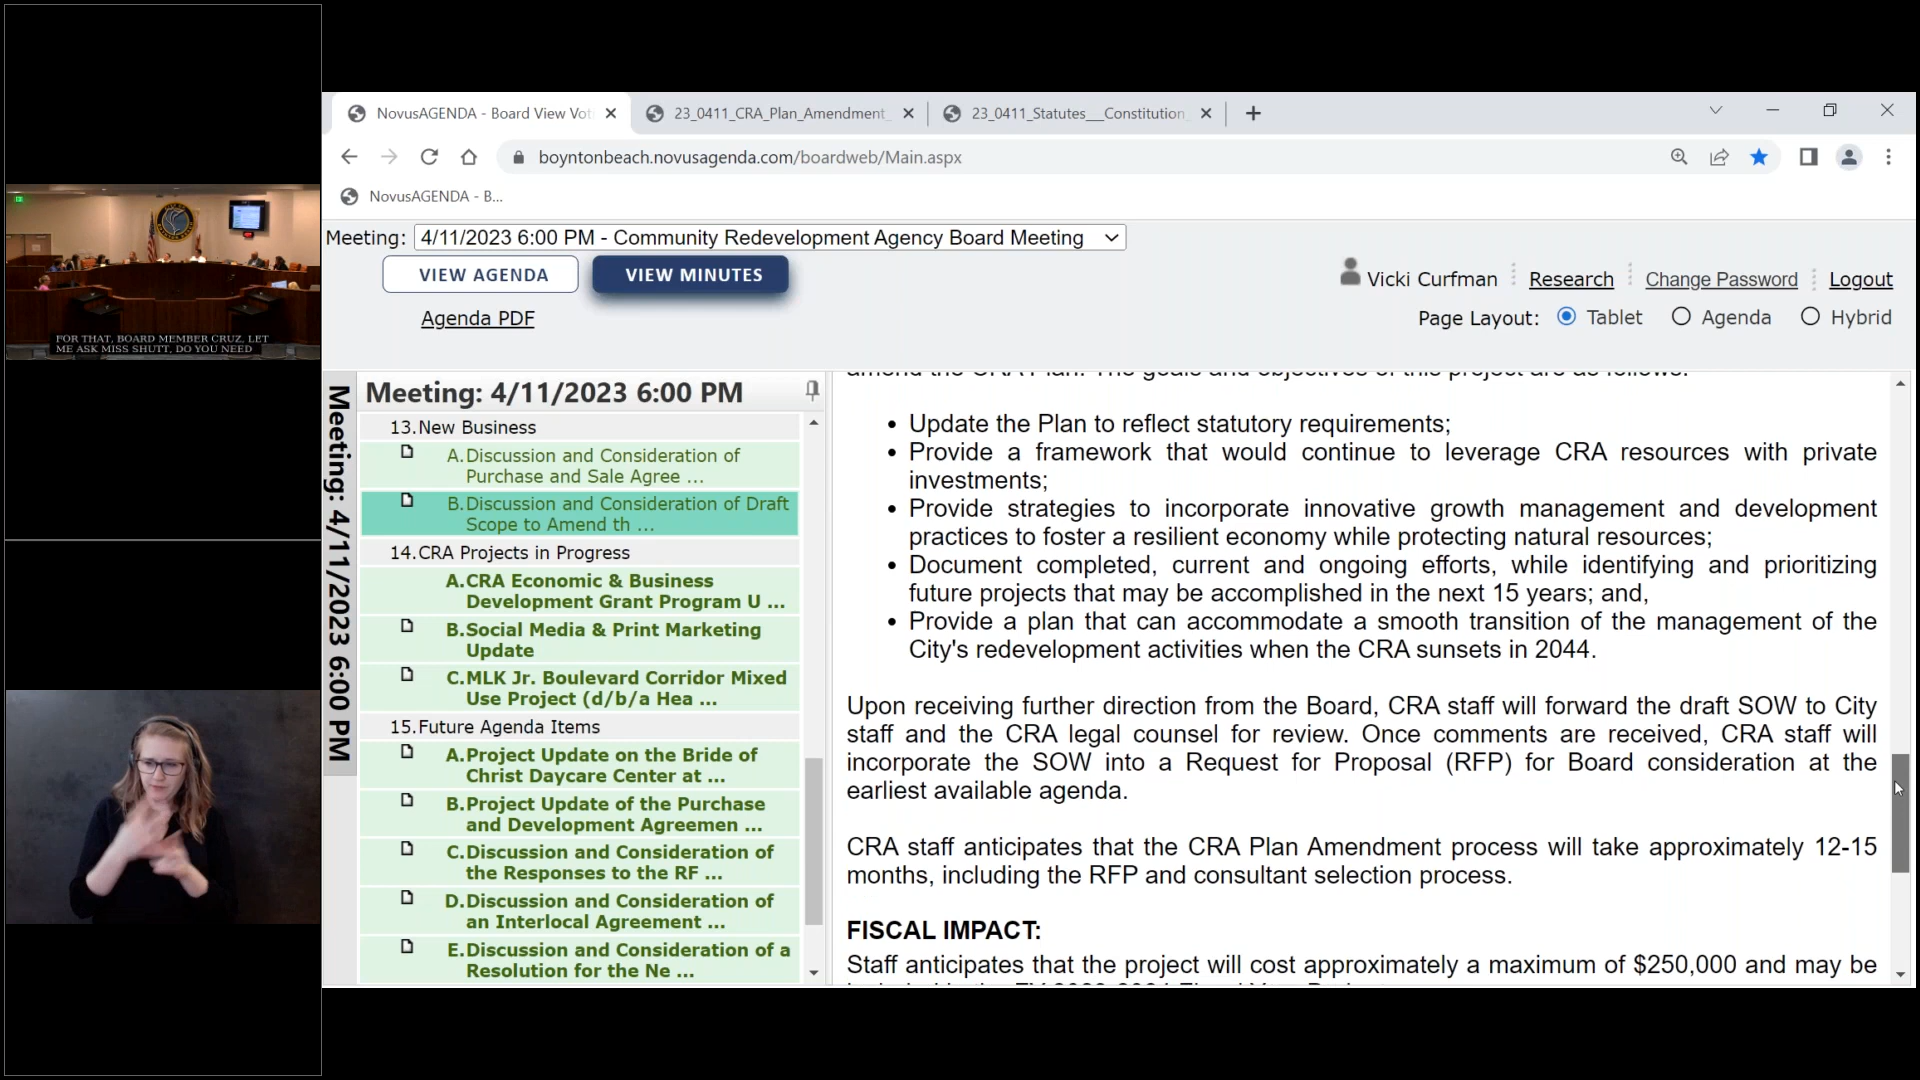 NovusAGENDA - Board View Vot
23_0411_CRA_Plan_Amendment_
23_0411_Statutes___Constitution_
boyntonbeach.novusagenda.com/boardweb/Main.aspx
NovusAGENDA - B...
Meeting: 4/11/2023 6:00 PM - Community Redevelopment Agency Board Meeting
VIEW AGENDA
VIEW MINUTES
Agenda PDF
Vicki Curfman
Research
Change Password
Logout
Page Layout:
Tablet
Agenda
Hybrid
FOR THAT, BOARD MEMBER CRUZ, LET
ME ASK MISS SHUTT, DO YOU NEED
Meeting: 4/11/2023 6:00 PM
Meeting: 4/11/2023 6:00 PM
13.New Business
A.Discussion and Consideration of
Purchase and Sale Agree ...
B.Discussion and Consideration of Draft
Scope to Amend th ...
14.CRA Projects in Progress
A.CRA Economic & Business
Development Grant Program U ...
B.Social Media & Print Marketing
Update
C.MLK Jr. Boulevard Corridor Mixed
Use Project (d/b/a Hea ...
15.Future Agenda Items
A.Project Update on the Bride of
Christ Daycare Center at ...
B.Project Update of the Purchase
and Development Agreemen ...
C.Discussion and Consideration of
the Responses to the RF ...
D.Discussion and Consideration of
an Interlocal Agreement ...
E.Discussion and Consideration of a
Resolution for the Ne ...
amend the CRA Plan. The goals and objectives of this project are as follows:
• Update the Plan to reflect statutory requirements;
• Provide a framework that would continue to leverage CRA resources with private
investments;
• Provide strategies to incorporate innovative growth management and development
practices to foster a resilient economy while protecting natural resources;
• Document completed, current and ongoing efforts, while identifying and prioritizing
future projects that may be accomplished in the next 15 years; and,
• Provide a plan that can accommodate a smooth transition of the management of the
City's redevelopment activities when the CRA sunsets in 2044.
Upon receiving further direction from the Board, CRA staff will forward the draft SOW to City
staff and the CRA legal counsel for review. Once comments are received, CRA staff will
incorporate the SOW into a Request for Proposal (RFP) for Board consideration at the
earliest available agenda.
CRA staff anticipates that the CRA Plan Amendment process will take approximately 12-15
months, including the RFP and consultant selection process.
FISCAL IMPACT:
Staff anticipates that the project will cost approximately a maximum of $250,000 and may be